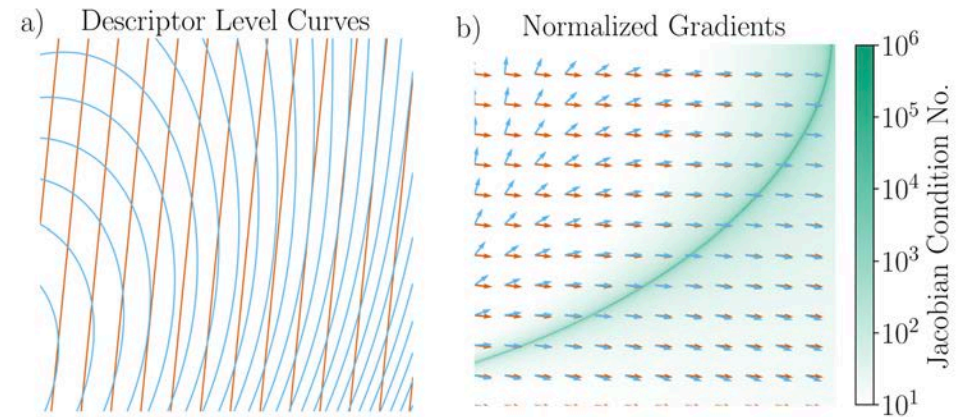 a) Descriptor Level Curves
b) Normalized Gradients
10^6
10^5
10^4
10^3
10^2
10^1
Jacobian Condition No.